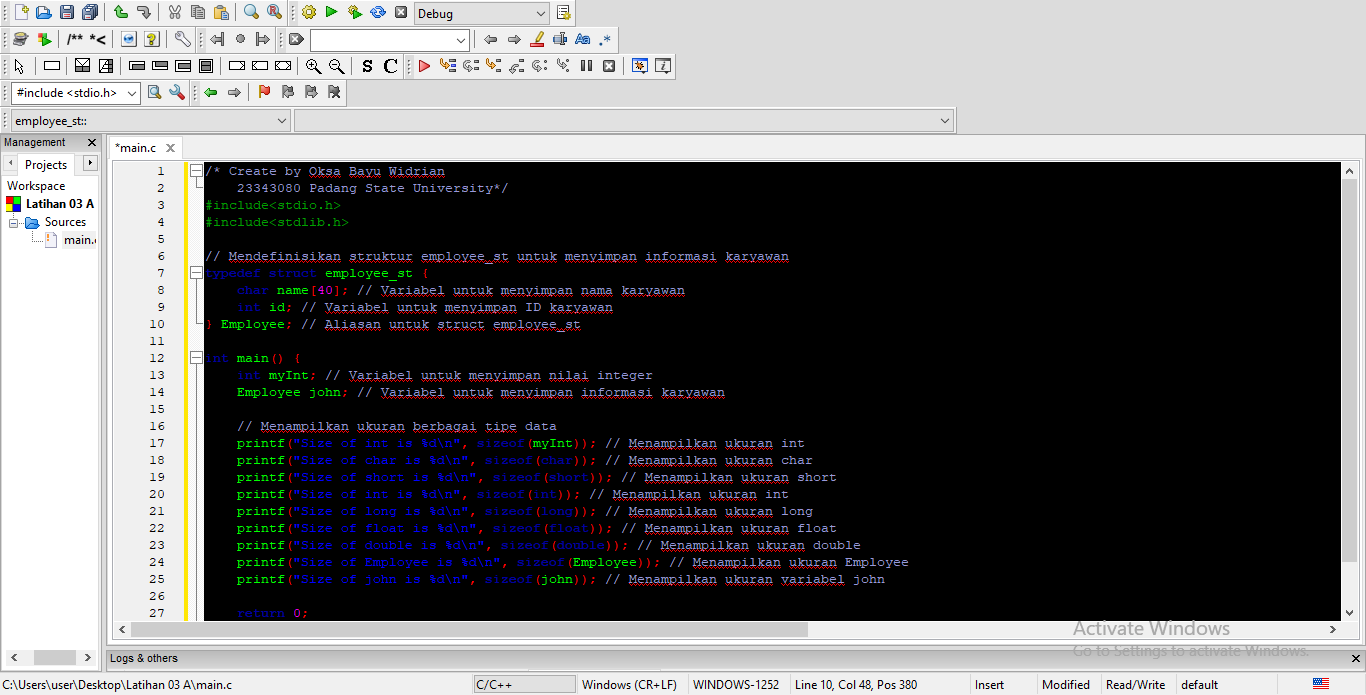 Debug
/** *<
S C
Aa .*
#include <stdio.h>
employee_st::
Management
Projects
Workspace
Latihan 03 A
Sources
main.
*main.c
1 /* Create by Oksa Bayu Widrian
2 23343080 Padang State University*/
3 #include<stdio.h>
4 #include<stdlib.h>
5
6 // Mendefinisikan struktur employee_st untuk menyimpan informasi karyawan
7 typedef struct employee_st {
8 char name[40]; // Variabel untuk menyimpan nama karyawan
9 int id; // Variabel untuk menyimpan ID karyawan
10 } Employee; // Aliasan untuk struct employee_st
11
12 int main() {
13 int myInt; // Variabel untuk menyimpan nilai integer
14 Employee john; // Variabel untuk menyimpan informasi karyawan
15
16 // Menampilkan ukuran berbagai tipe data
17 printf("Size of int is %d\n", sizeof(myInt)); // Menampilkan ukuran int
18 printf("Size of char is %d\n", sizeof(char)); // Menampilkan ukuran char
19 printf("Size of short is %d\n", sizeof(short)); // Menampilkan ukuran short
20 printf("Size of int is %d\n", sizeof(int)); // Menampilkan ukuran int
21 printf("Size of long is %d\n", sizeof(long)); // Menampilkan ukuran long
22 printf("Size of float is %d\n", sizeof(float)); // Menampilkan ukuran float
23 printf("Size of double is %d\n", sizeof(double)); // Menampilkan ukuran double
24 printf("Size of Employee is %d\n", sizeof(Employee)); // Menampilkan ukuran Employee
25 printf("Size of john is %d\n", sizeof(john)); // Menampilkan ukuran variabel john
26
27 return 0;
Activate Windows
Go to Settings to activate Windows.
Logs & others
C:\Users\user\Desktop\Latihan 03 A\main.c
C/C++
Windows (CR+LF)
WINDOWS-1252
Line 10, Col 48, Pos 380
Insert
Modified
Read/Write
default